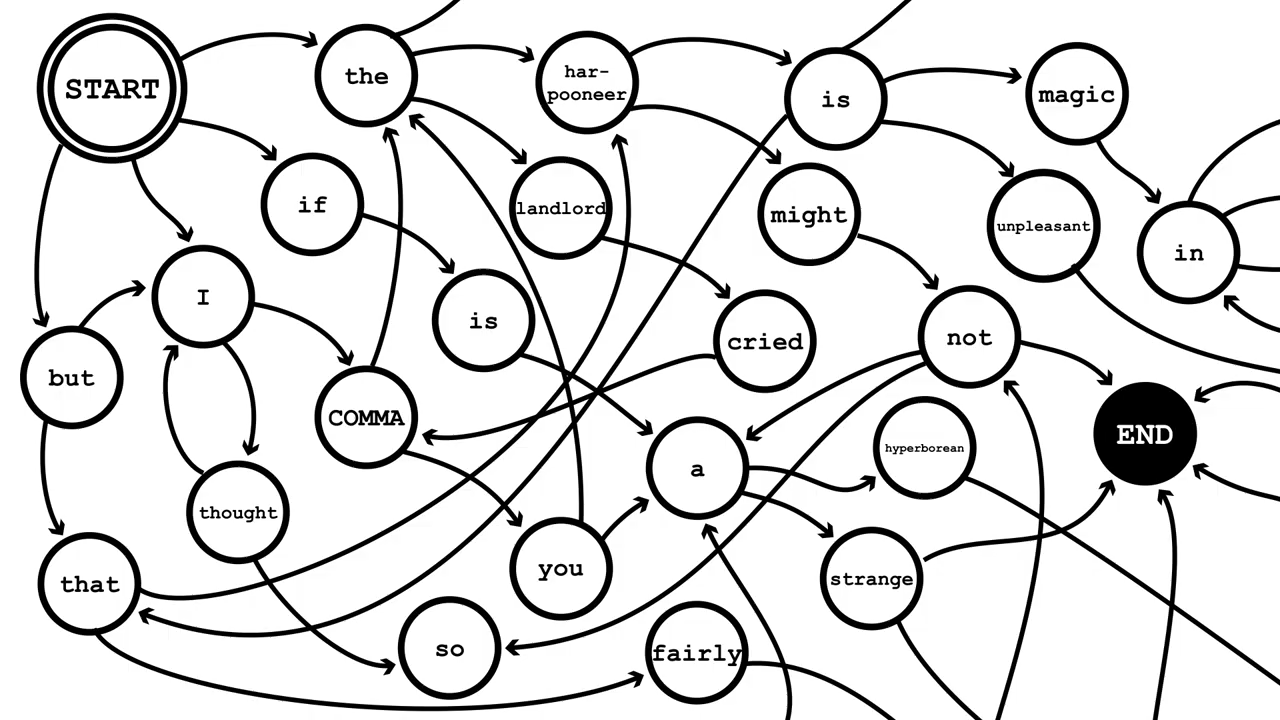 START
the
har-
pooneer
is
magic
if
landlord
might
unpleasant
in
I
is
cried
not
but
COMMA
a
hyperborean
END
thought
you
strange
that
so
fairly